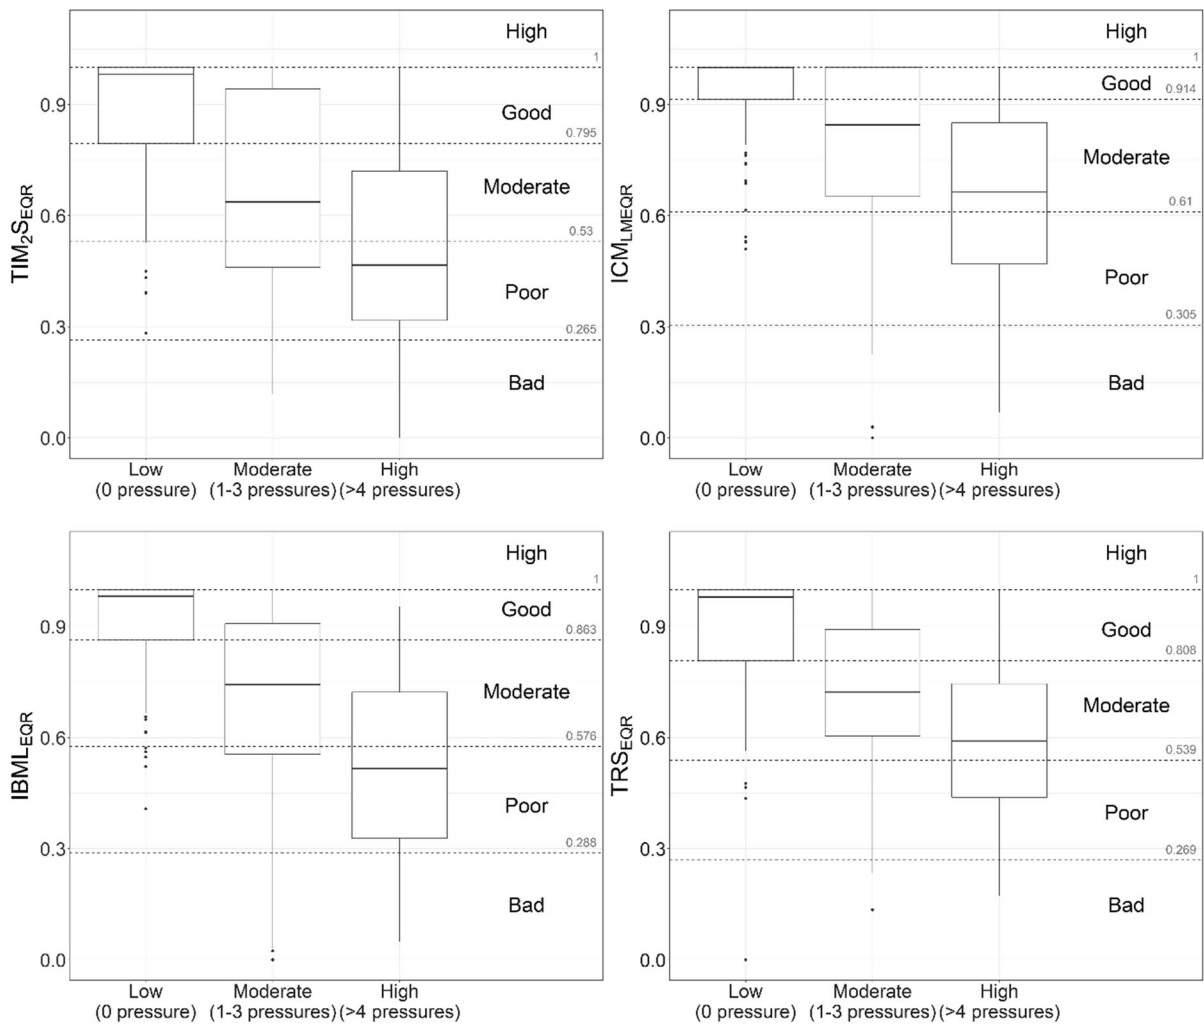 High
1
Good
0.795
Moderate
0.53
Poor
0.265
Bad
0.9
0.6
0.3
0.0
TIM2SEQR
Low Moderate High
(0 pressure) (1-3 pressures) (>4 pressures)
High
1
Good
0.914
Moderate
0.61
Poor
0.305
Bad
0.9
0.6
0.3
0.0
ICMLMEQR
Low Moderate High
(0 pressure) (1-3 pressures) (>4 pressures)
High
1
Good
0.863
Moderate
0.576
Poor
0.288
Bad
0.9
0.6
0.3
0.0
IBMLEQR
Low Moderate High
(0 pressure) (1-3 pressures) (>4 pressures)
High
1
Good
0.808
Moderate
0.539
Poor
0.269
Bad
0.9
0.6
0.3
0.0
TRSEQR
Low Moderate High
(0 pressure) (1-3 pressures) (>4 pressures)